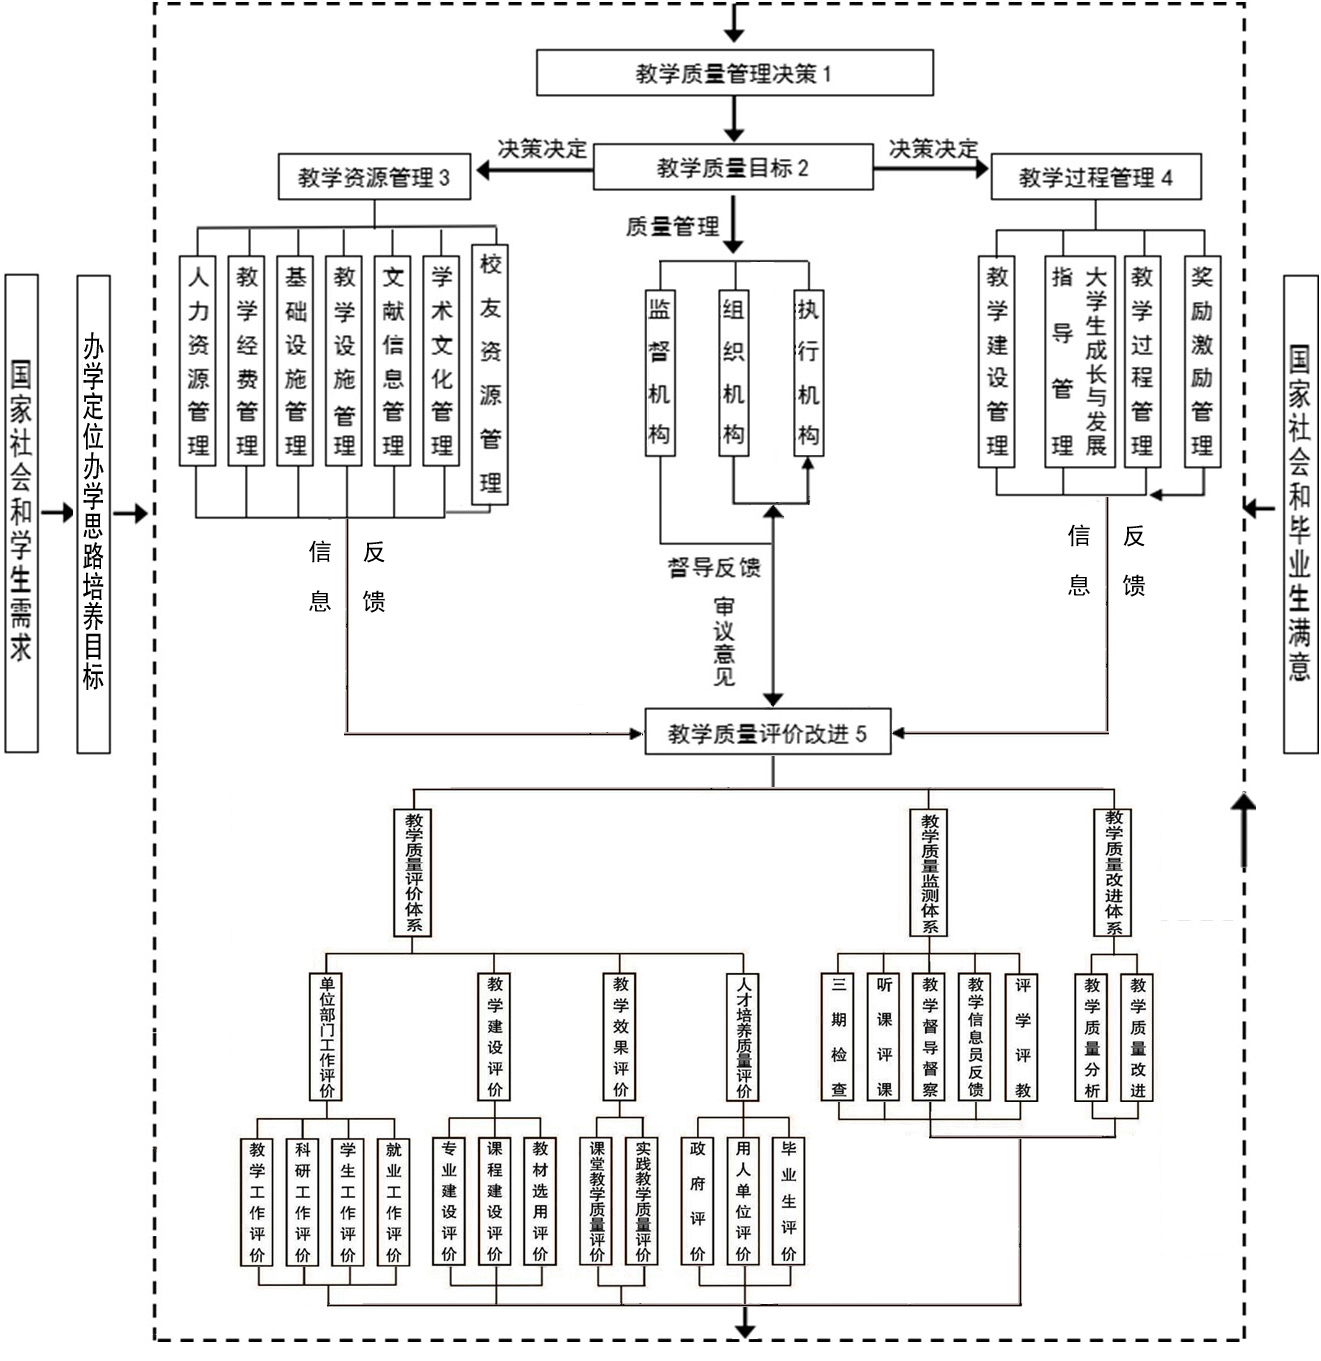 教学质量管理决策1
决策决定
决策决定
教学资源管理3
教学质量目标2
教学过程管理4
质量管理
人力资源管理
教学经费管理
基础设施管理
教学设施管理
文献信息管理
学术文化管理
校友资源管理
监督机构
组织机构
执行机构
教学建设管理
指导管理
大学生成长与发展
教学过程管理
奖励激励管理
国家社会和学生需求
办学定位办学思路培养目标
国家社会和毕业生满意
信息
反馈
督导反馈
审议意见
信息
反馈
教学质量评价改进5
教学质量评价体系
教学质量监测体系
教学质量改进体系
单位部门工作评价
教学建设评价
教学效果评价
人才培养质量评价
三期检查
听课评课
教学督导督察
教学信息员反馈
评学评教
教学质量分析
教学质量改进
教学工作评价
科研工作评价
学生工作评价
就业工作评价
专业建设评价
课程建设评价
教材选用评价
课堂教学质量评价
实践教学质量评价
政府评价
用人单位评价
毕业生评价